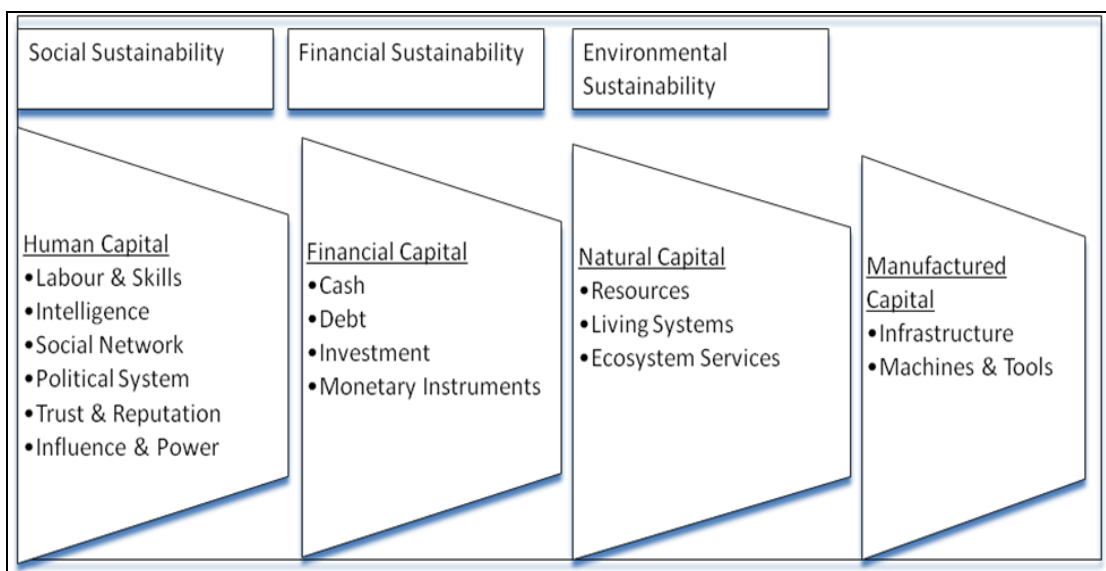 Social Sustainability
Financial Sustainability
Environmental
Sustainability
Human Capital
•Labour & Skills
•Intelligence
•Social Network
•Political System
•Trust & Reputation
•Influence & Power
Financial Capital
•Cash
•Debt
•Investment
•Monetary Instruments
Natural Capital
•Resources
•Living Systems
•Ecosystem Services
Manufactured
Capital
•Infrastructure
•Machines & Tools